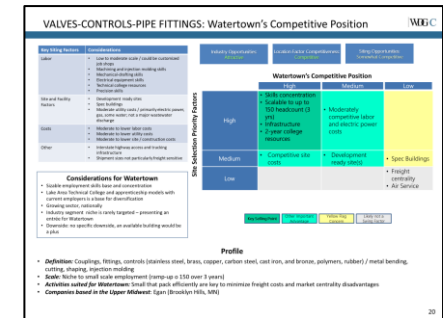 VALVES-CONTROLS-PIPE FITTINGS: Watertown's Competitive Position
Key Siting Factors
Considerations
Labor
• Low to moderate scale / could be customized job shops
• Machining and injection molding skills
• Mechanical drafting skills
• Electrical equipment skills
• Technical college resources
• Precision skills
Site and Facility Factors
• Development ready sites
• Spec buildings
• Moderate utility costs / primarily electric power, gas, some water; not a major wastewater discharger
Costs
• Moderate to lower labor costs
• Moderate to lower utility costs
• Moderate to lower site / construction costs
Other
• Interstate highway access and trucking infrastructure
• Shipment sizes not particularly freight sensitive
Considerations for Watertown
• Sizable employment skills base and concentration
• Lake Area Technical College and apprenticeship models with current employers is a base for diversification
• Growing sector, nationally
• Industry segment niche is rarely targeted – presenting an entrée for Watertown
• Downside: no specific downside, an available building would be a plus
Industry Opportunities
Location Factor Competitiveness
Siting Opportunities
Watertown's Competitive Position
High
Medium
Low
Site Selection Priority Factors
High
• Skills concentration
• Scalable to up to 150 headcount (3 yrs)
• Infrastructure
• 2-year college resources
• Moderately competitive labor and electric power costs
Medium
• Competitive site costs
• Development ready site(s)
• Spec Buildings
Low
• Freight centrality
• Air Service
Profile
• Definition: Couplings, fittings, controls (stainless steel, brass, copper, carbon steel, cast iron, and bronze, polymers, rubber) / metal bending, cutting, shaping, injection molding
• Scale: Niche to small scale employment (ramp-up o 150 over 3 years)
• Activities suited for Watertown: Small that pack efficiently are key to minimize freight costs and market centrality disadvantages
• Companies based in the Upper Midwest: Egan (Brooklyn Hills, MN)
20